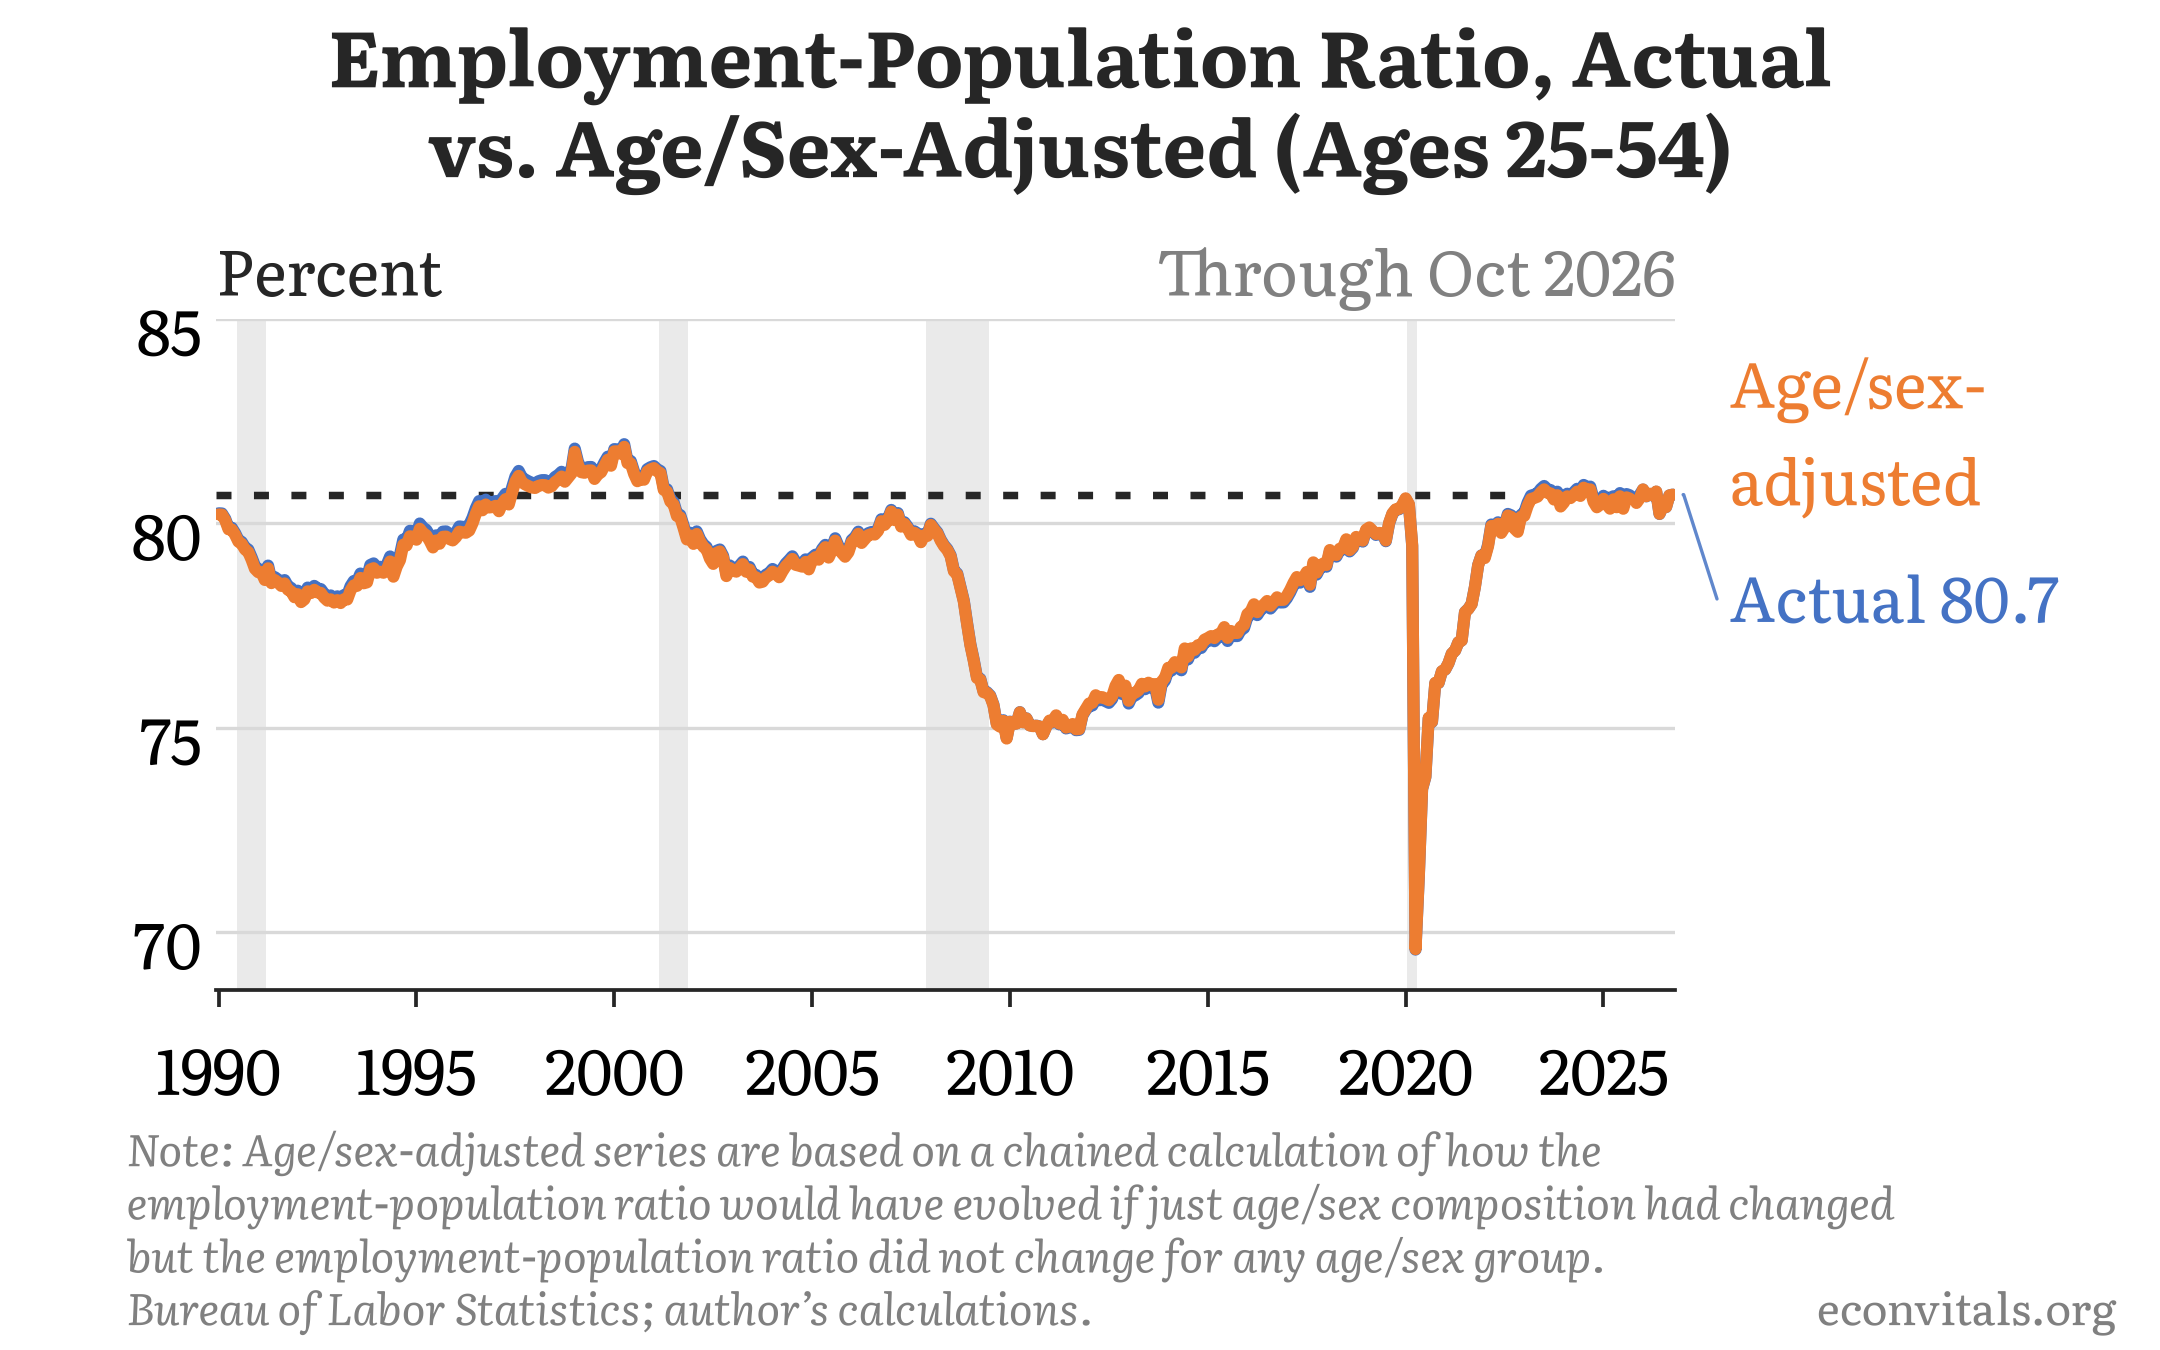 Employment-Population Ratio, Actual
vs. Age/Sex-Adjusted (Ages 25-54)
Percent
Through Oct 2026
85
80
75
70
Age/sex-
adjusted
Actual 80.7
1990 1995 2000 2005 2010 2015 2020 2025
Note: Age/sex-adjusted series are based on a chained calculation of how the
employment-population ratio would have evolved if just age/sex composition had changed
but the employment-population ratio did not change for any age/sex group.
Bureau of Labor Statistics; author's calculations.
econvitals.org